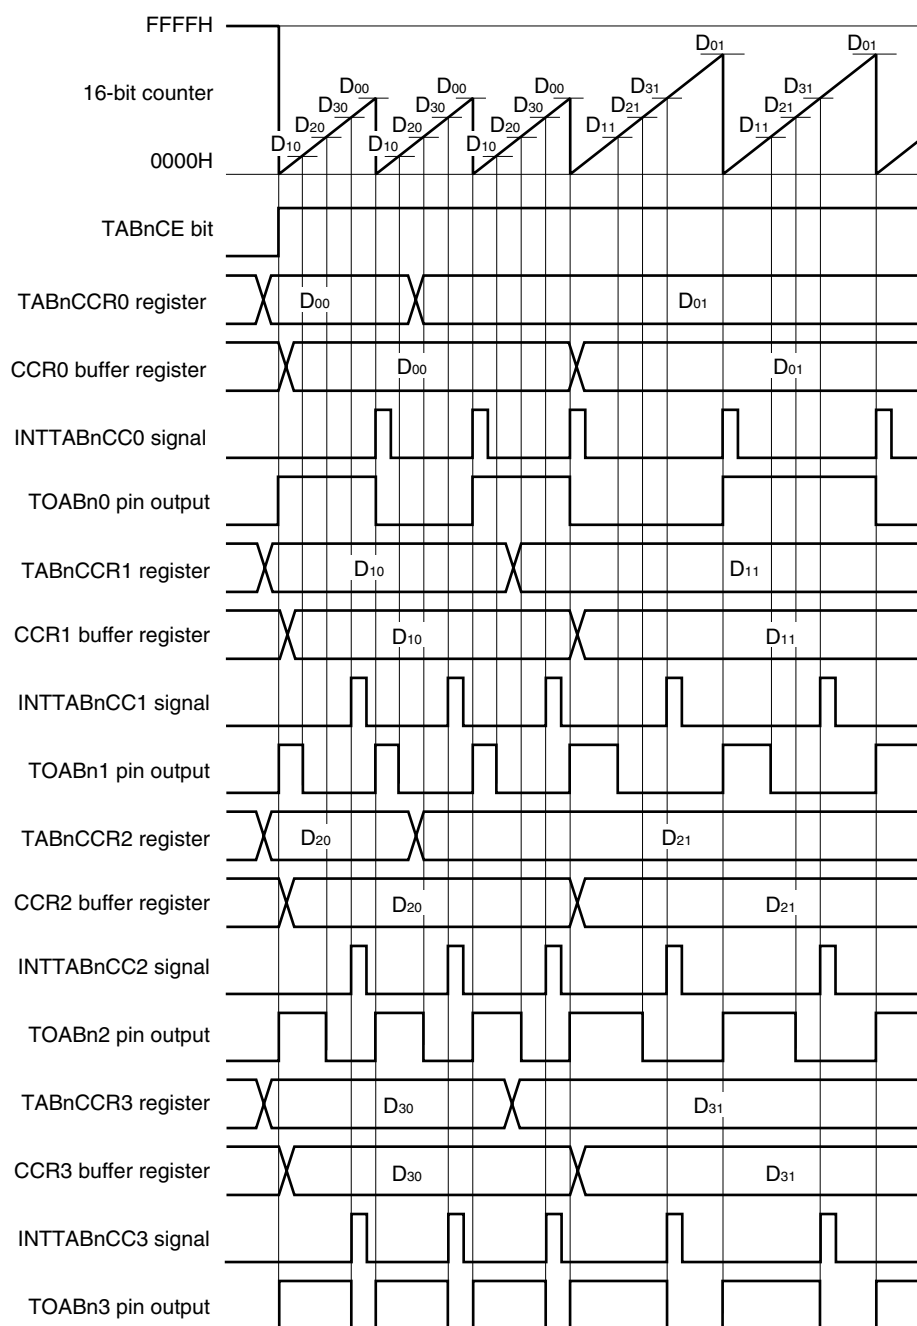 FFFFH
D01 D01
16-bit counter
D00 D00 D00 D31 D31
D30 D30 D30 D21 D21
D20 D20 D20 D11 D11
D10 D10 D10
0000H
TABnCE bit
TABnCCR0 register D00 D01
CCR0 buffer register D00 D01
INTTABnCC0 signal
TOABn0 pin output
TABnCCR1 register D10 D11
CCR1 buffer register D10 D11
INTTABnCC1 signal
TOABn1 pin output
TABnCCR2 register D20 D21
CCR2 buffer register D20 D21
INTTABnCC2 signal
TOABn2 pin output
TABnCCR3 register D30 D31
CCR3 buffer register D30 D31
INTTABnCC3 signal
TOABn3 pin output